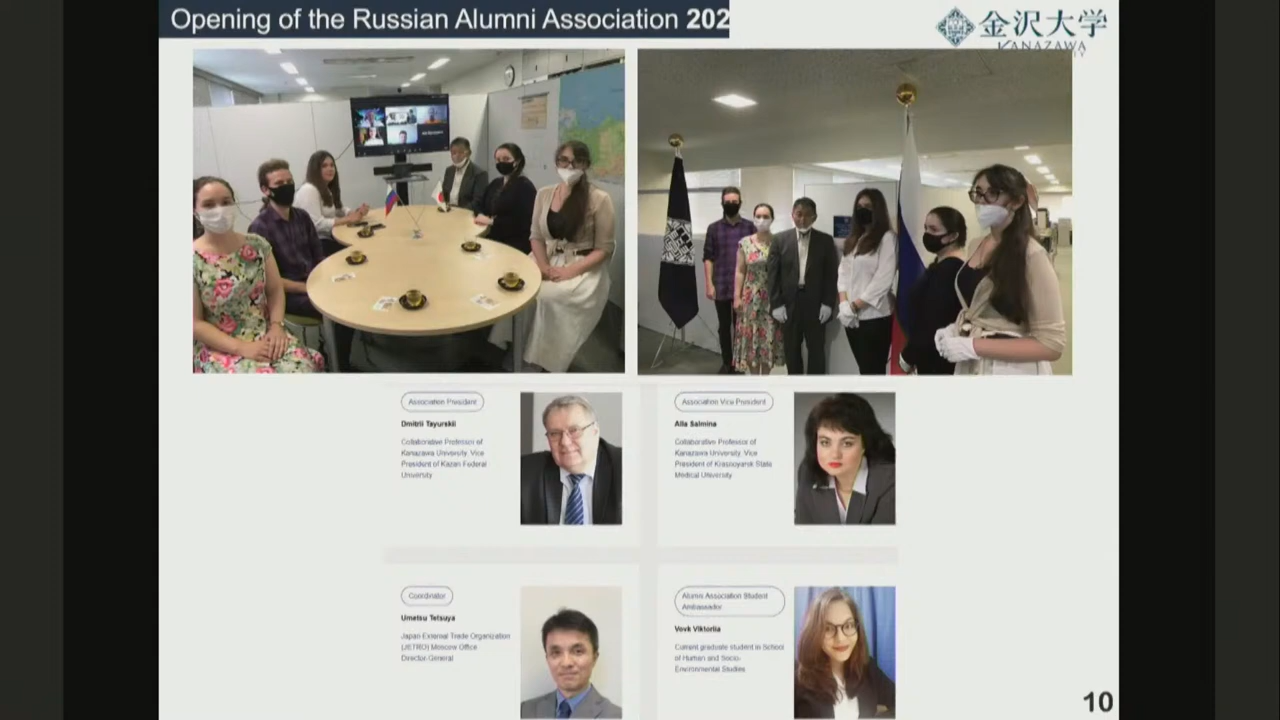 Opening of the Russian Alumni Association 202
金沢大学
KANAZAWA
Association President
Dmitrii Tayurskii
Collaborative Professor of
Kanazawa University. Vice
President of Kazan Federal
University
Association Vice President
Alla Salmina
Collaborative Professor of
Kanazawa University. Vice
President of Krasnoyarsk State
Medical University
Coordinator
Umetsu Tetsuya
Japan External Trade Organization
(JETRO) Moscow Office
Director-General
Alumni Association Student
Ambassador
Vovk Viktoriia
Current graduate student in School
of Human and Socio-
Environmental Studies
10